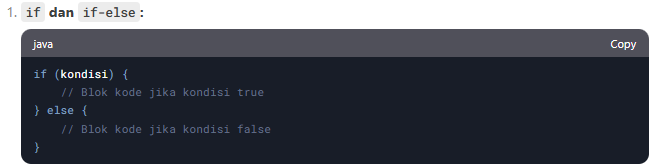 1. if dan if-else:
java Copy
if (kondisi) {
    // Blok kode jika kondisi true
} else {
    // Blok kode jika kondisi false
}